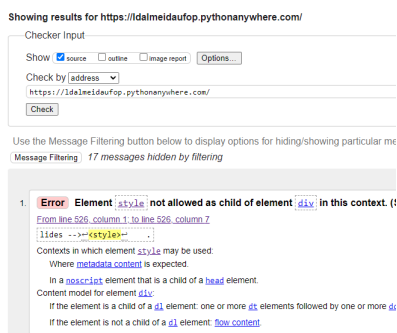 Showing results for https://ldalmeidaufop.pythonanywhere.com/
Checker Input
Show source outline image report Options...
Check by address
https://ldalmeidaufop.pythonanywhere.com/
Check
Use the Message Filtering button below to display options for hiding/showing particular me
Message Filtering 17 messages hidden by filtering
1. Error Element style not allowed as child of element div in this context. (S
From line 526, column 1; to line 526, column 7
lides -->↩<style>↩ .
Contexts in which element style may be used:
Where metadata content is expected.
In a noscript element that is a child of a head element.
Content model for element div:
If the element is a child of a dl element: one or more dt elements followed by one or more dd
If the element is not a child of a dl element: flow content.